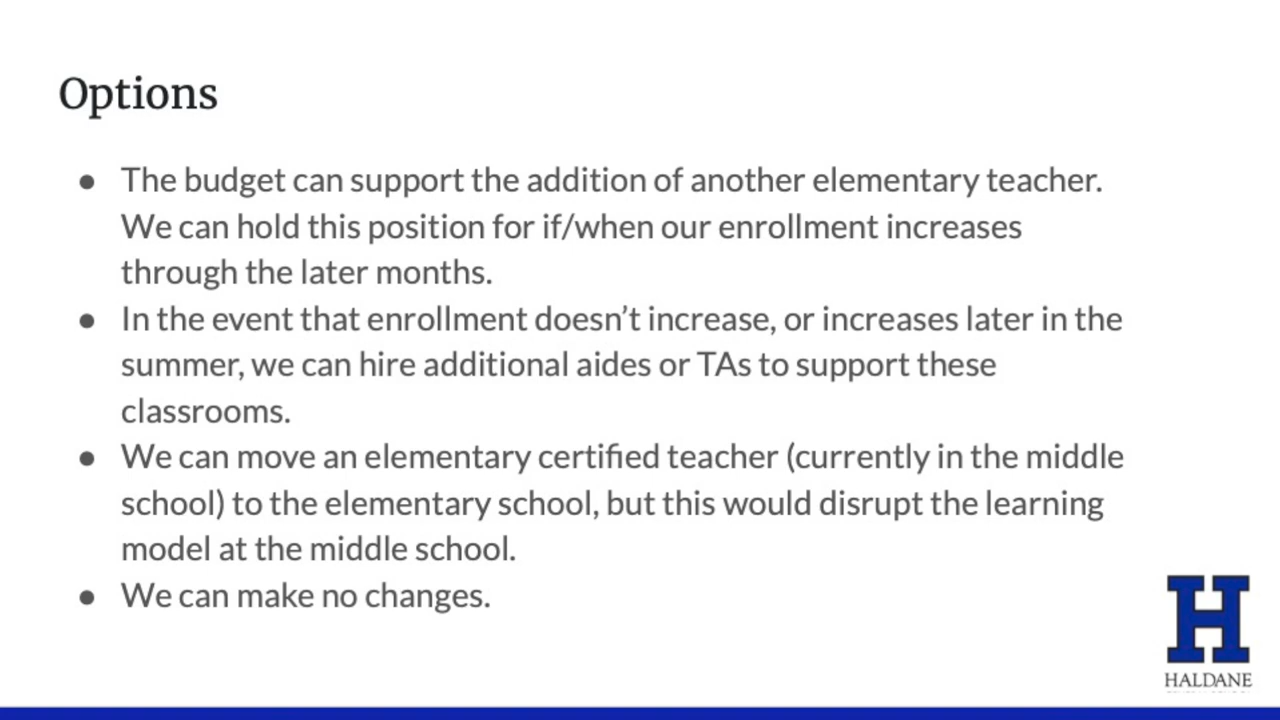 Options
● The budget can support the addition of another elementary teacher.
We can hold this position for if/when our enrollment increases
through the later months.
● In the event that enrollment doesn’t increase, or increases later in the
summer, we can hire additional aides or TAs to support these
classrooms.
● We can move an elementary certified teacher (currently in the middle
school) to the elementary school, but this would disrupt the learning
model at the middle school.
● We can make no changes.
H
HALDANE